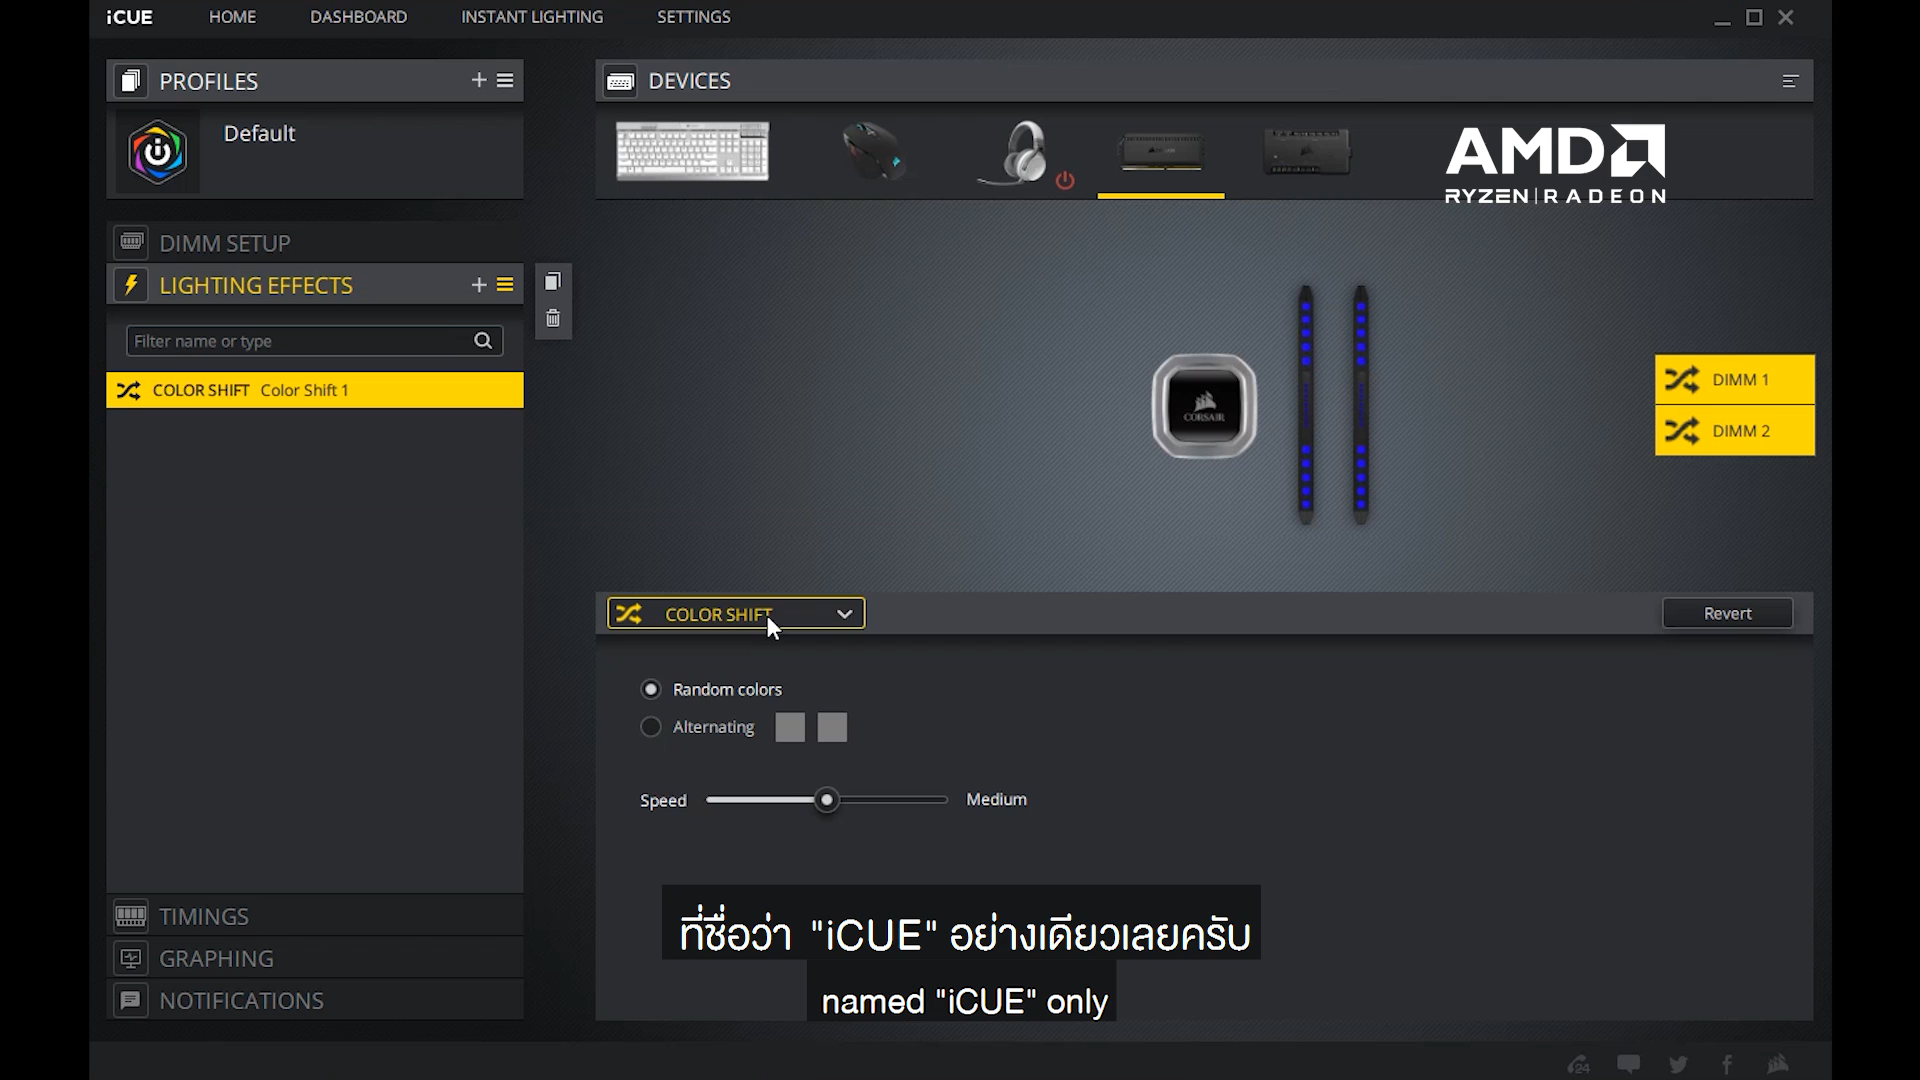 iCUE
HOME
DASHBOARD
INSTANT LIGHTING
SETTINGS
PROFILES
Default
DEVICES
AMD
RYZEN | RADEON
DIMM SETUP
LIGHTING EFFECTS
Filter name or type
COLOR SHIFT Color Shift 1
CORSAIR
DIMM 1
DIMM 2
COLOR SHIFT
Revert
Random colors
Alternating
Speed
Medium
TIMINGS
GRAPHING
NOTIFICATIONS
ที่ชื่อว่า "iCUE" อย่างเดียวเลยครับ
named "iCUE" only
24